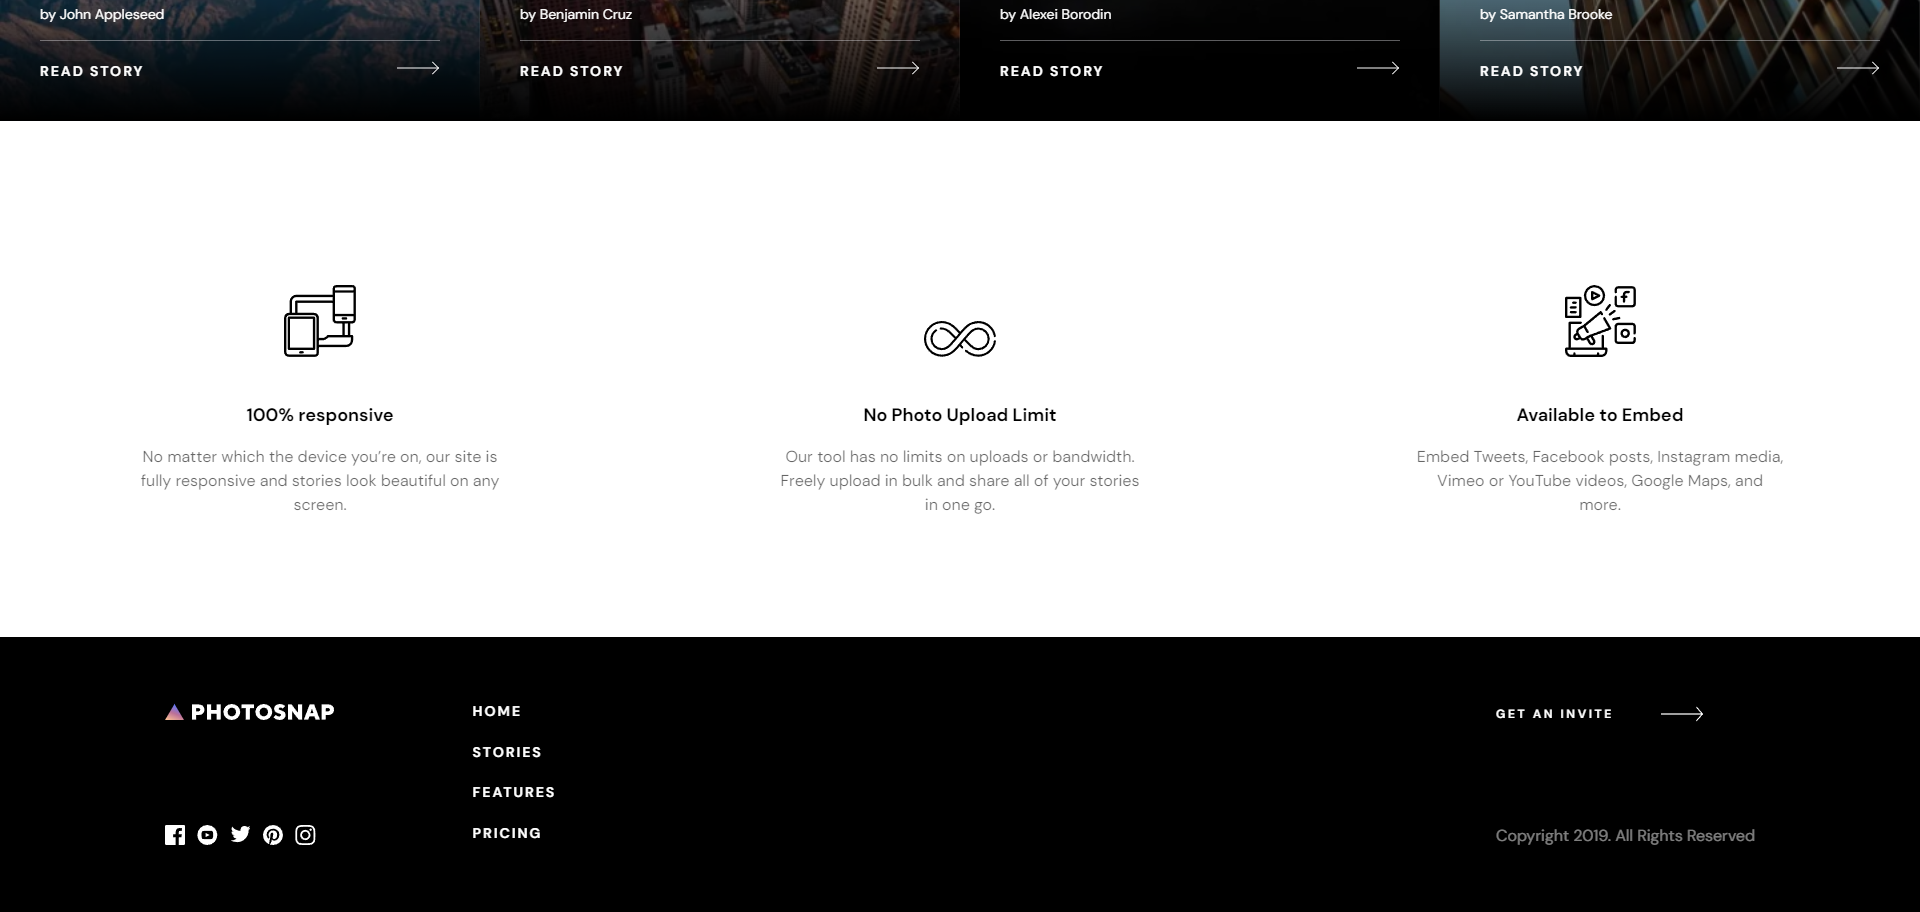 by John Appleseed
by Benjamin Cruz
by Alexei Borodin
by Samantha Brooke
READ STORY
READ STORY
READ STORY
READ STORY
100% responsive
No matter which the device you’re on, our site is
fully responsive and stories look beautiful on any
screen.
No Photo Upload Limit
Our tool has no limits on uploads or bandwidth.
Freely upload in bulk and share all of your stories
in one go.
Available to Embed
Embed Tweets, Facebook posts, Instagram media,
Vimeo or YouTube videos, Google Maps, and
more.
PHOTOSNAP
HOME
STORIES
FEATURES
PRICING
GET AN INVITE
Copyright 2019. All Rights Reserved